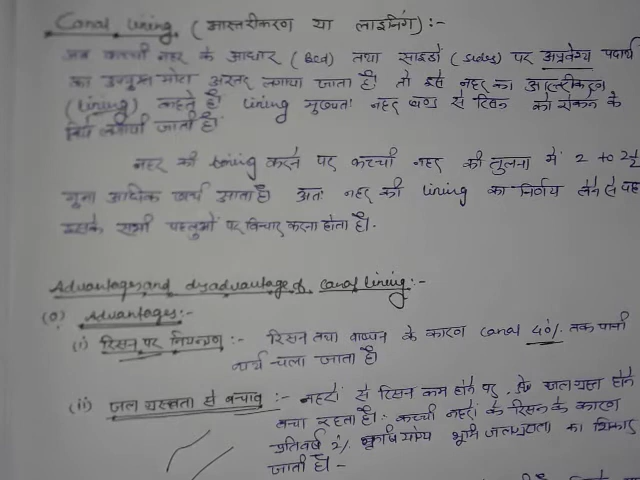 Canal lining (आस्तरीकरण या लाइनिंग) :-
जब कच्ची नहर के आधार (Bed) तथा साइडों (sides) पर अप्रवेश्य पदार्थ
का उपयुक्त मोटा अस्तर लगाया जाता है। तो इसे नहर का आस्तरीकरण
(lining) कहते हैं। lining मुख्यतः नहर से रिसन को रोकने के
लिये लगायी जाती है।
नहर की lining करने पर कच्ची नहर की तुलना में 2 to 2½
गुना अधिक खर्च आता है। अतः नहर की lining का निर्णय लेने से पहले
इसके सभी पहलुओं पर विचार करना होता है।
Advantages and disadvantage of canal lining:-
(a) Advantages:-
(i) रिसन पर नियन्त्रण :- रिसन तथा वाष्पन के कारण canal 40% तक पानी
व्यर्थ चला जाता है
(ii) जल ग्रस्तता से बचाव :- नहरों से रिसन कम होने पर जल ग्रस्त होने
बचा रहता है। कच्ची नहरों के रिसन के कारण
प्रतिवर्ष 2% कृषि योग्य भूमि जलग्रस्तता का शिकार
जाती है। -